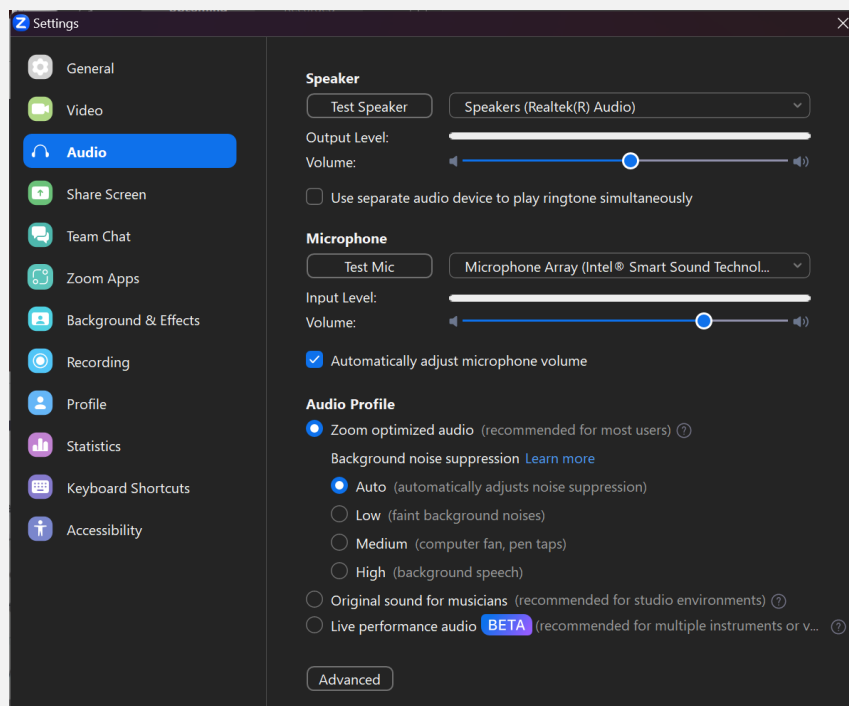 Settings
General
Video
Audio
Share Screen
Team Chat
Zoom Apps
Background & Effects
Recording
Profile
Statistics
Keyboard Shortcuts
Accessibility
Speaker
Test Speaker Speakers (Realtek(R) Audio)
Output Level:
Volume:
Use separate audio device to play ringtone simultaneously
Microphone
Test Mic Microphone Array (Intel® Smart Sound Technol...
Input Level:
Volume:
Automatically adjust microphone volume
Audio Profile
Zoom optimized audio (recommended for most users) ?
Background noise suppression Learn more
Auto (automatically adjusts noise suppression)
Low (faint background noises)
Medium (computer fan, pen taps)
High (background speech)
Original sound for musicians (recommended for studio environments) ?
Live performance audio BETA (recommended for multiple instruments or v... ?
Advanced